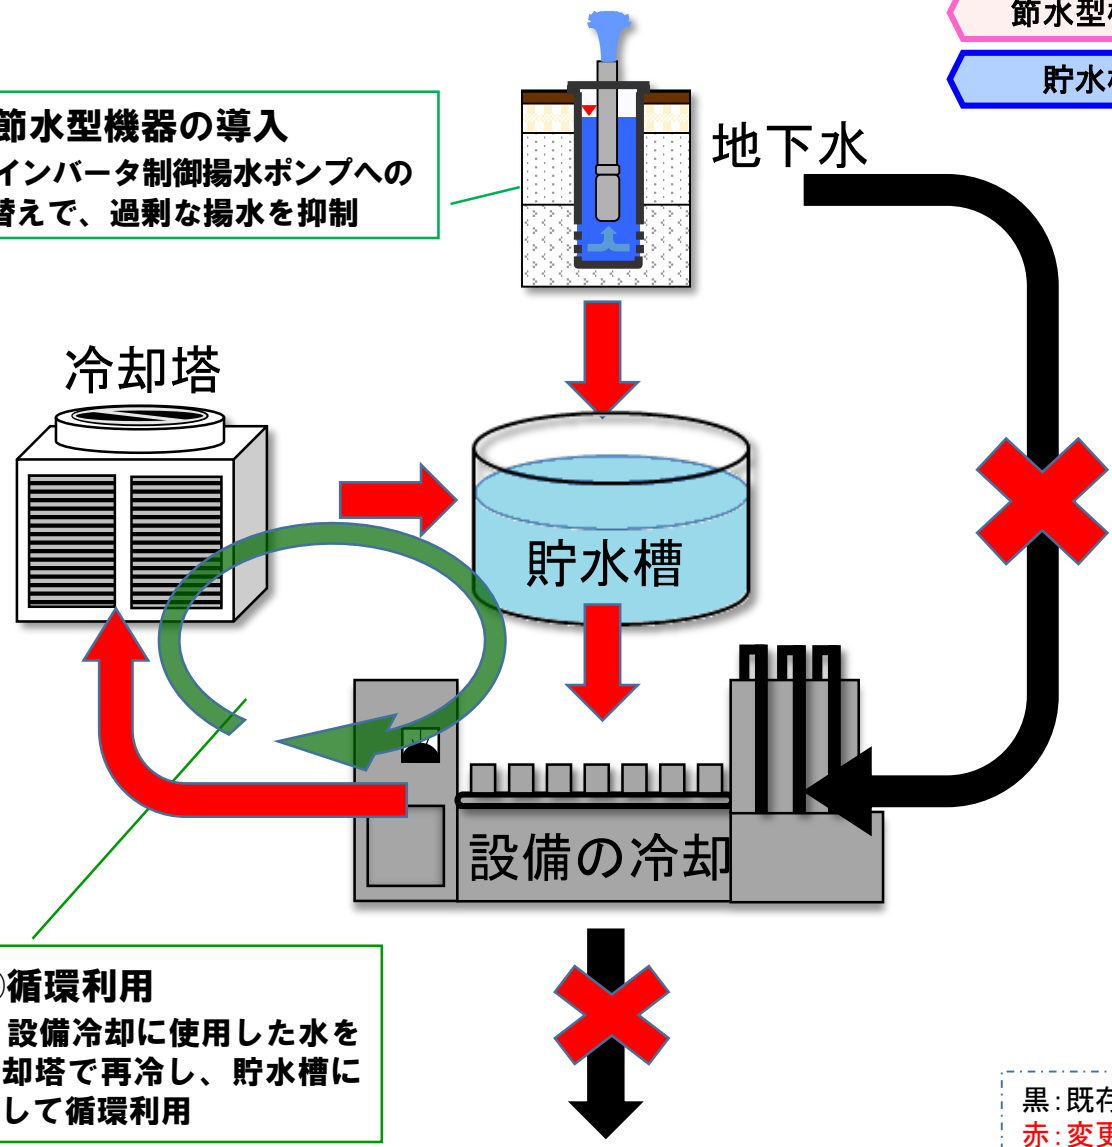 節水型
貯水
節水型機器の導入
インバータ制御揚水ポンプへの
替えで、過剰な揚水を抑制
地下水
冷却塔
貯水槽
設備の冷却
循環利用
設備冷却に使用した水を
却塔で再冷し、貯水槽に
して循環利用
黒：既存
赤：変更